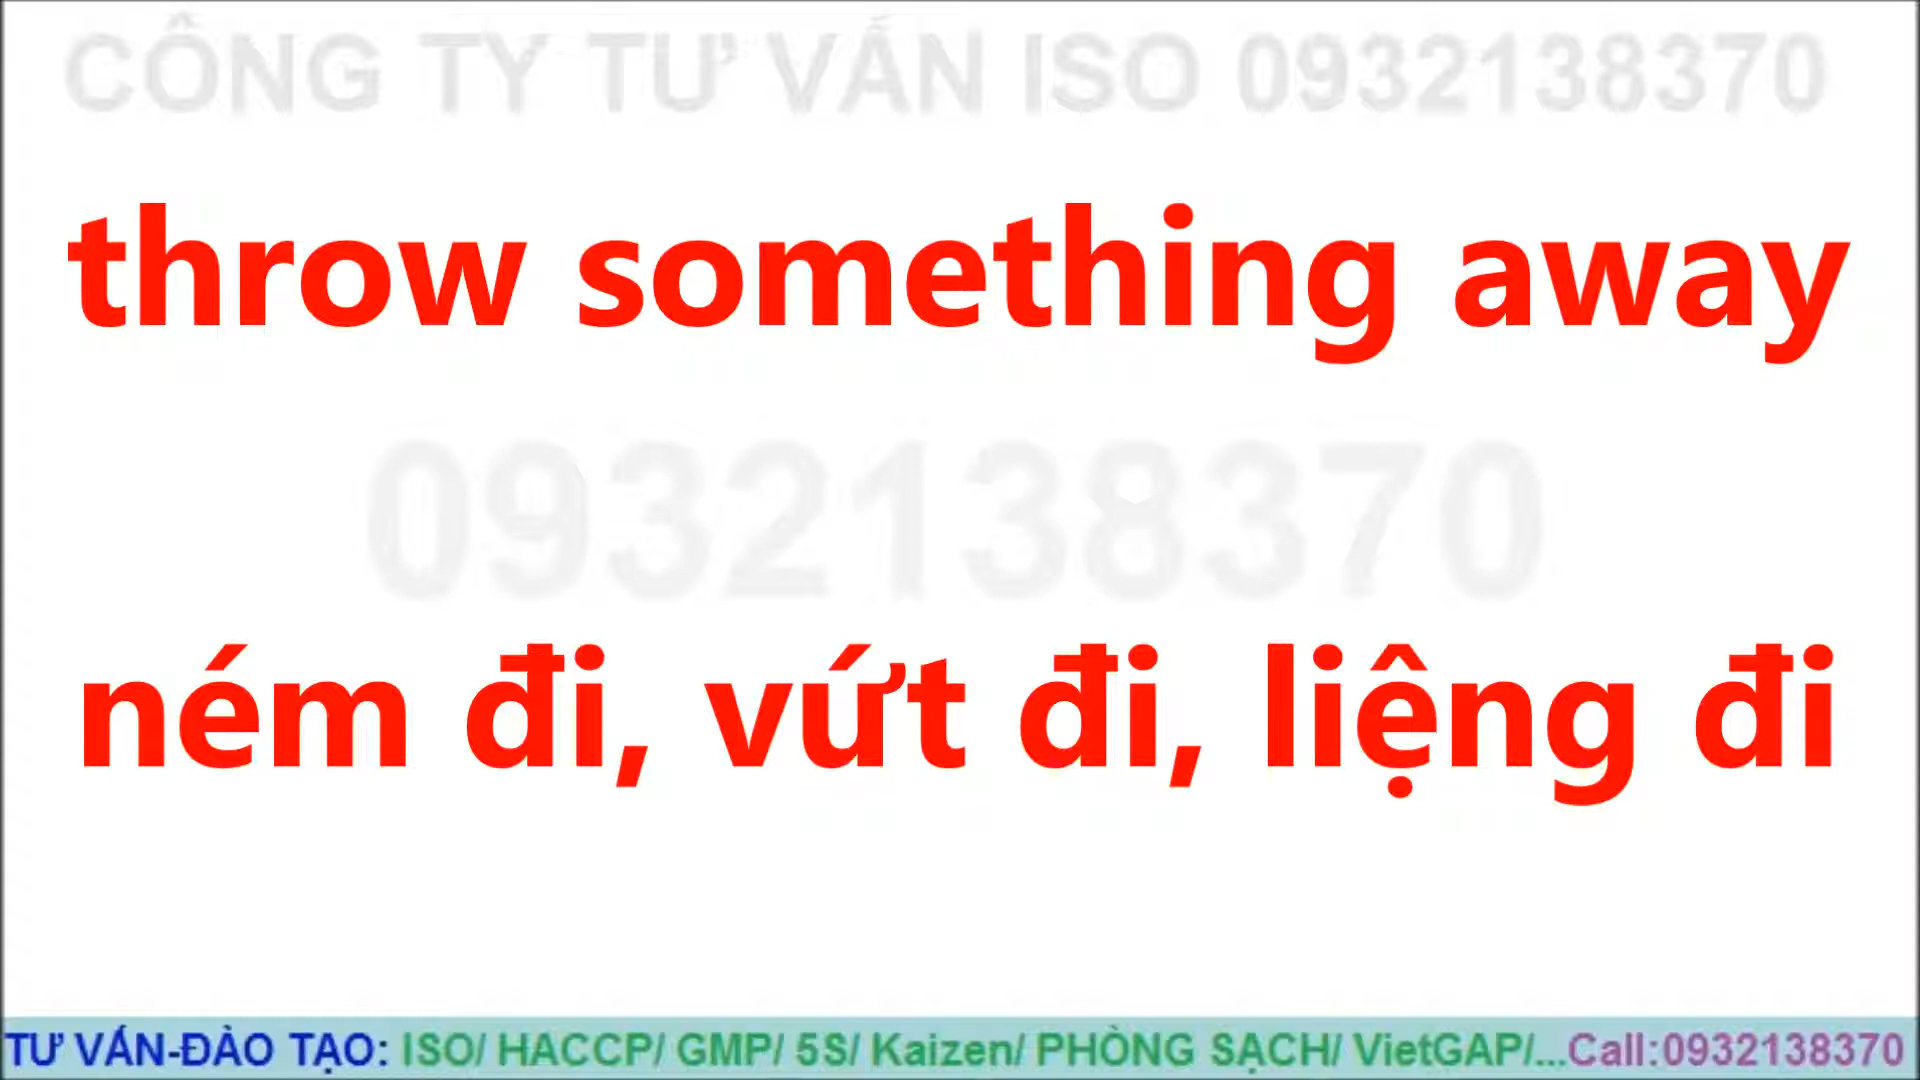 CÔNG TY TƯ VẤN ISO 0932138370
throw something away
0932138370
ném đi, vứt đi, liệng đi
TƯ VẤN-ĐÀO TẠO: ISO/ HACCP/ GMP/ 5S/ Kaizen/ PHÒNG SẠCH/ VietGAP/...Call:0932138370